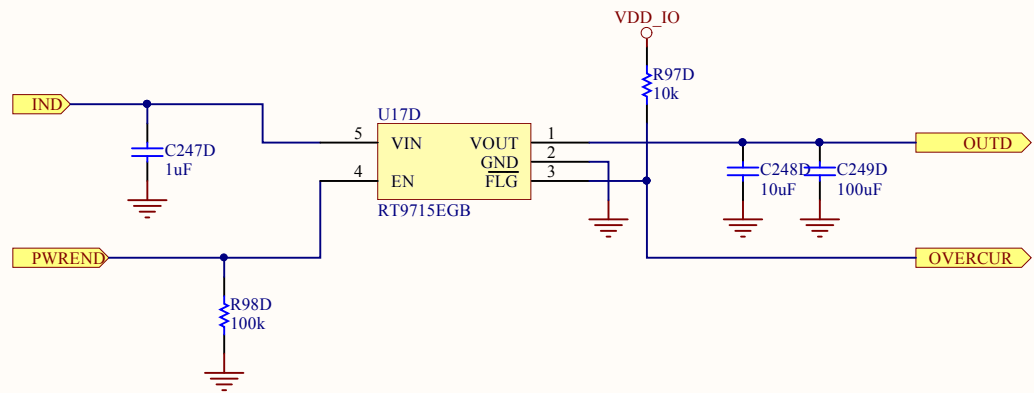 VDD_IO
R97D
10k
IND
C247D
1uF
U17D
5
VIN
VOUT
1
GND
2
4
EN
FLG
3
RT9715EGB
OUTD
C248D
10uF
C249D
100uF
PWREND
OVERCUR
R98D
100k